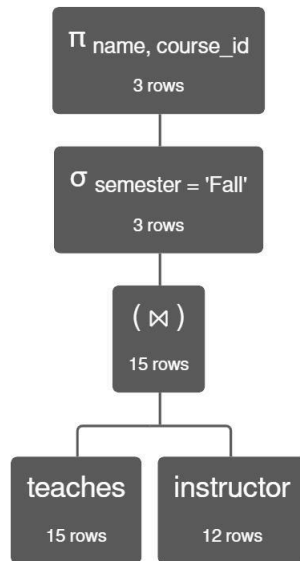 π name, course_id
3 rows
σ semester = 'Fall'
3 rows
( ⋈ )
15 rows
teaches
15 rows
instructor
12 rows